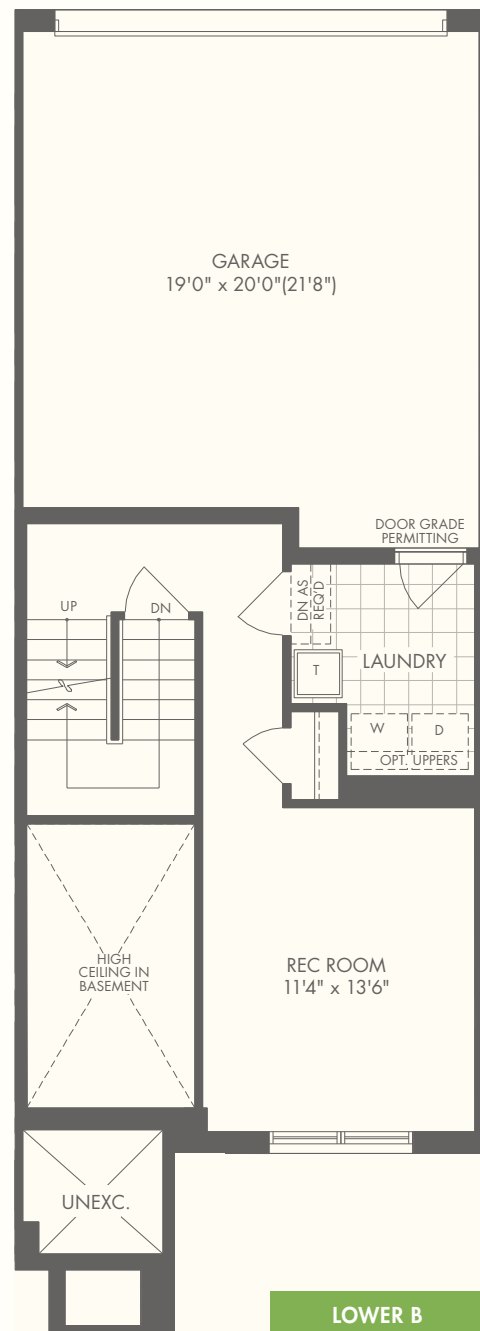 GARAGE
19'0" x 20'0"(21'8")
DOOR GRADE
PERMITTING
UP
DN
DN AS
REQ'D
T
LAUNDRY
W
D
OPT. UPPERS
HIGH
CEILING IN
BASEMENT
REC ROOM
11'4" x 13'6"
UNEXC.
LOWER B